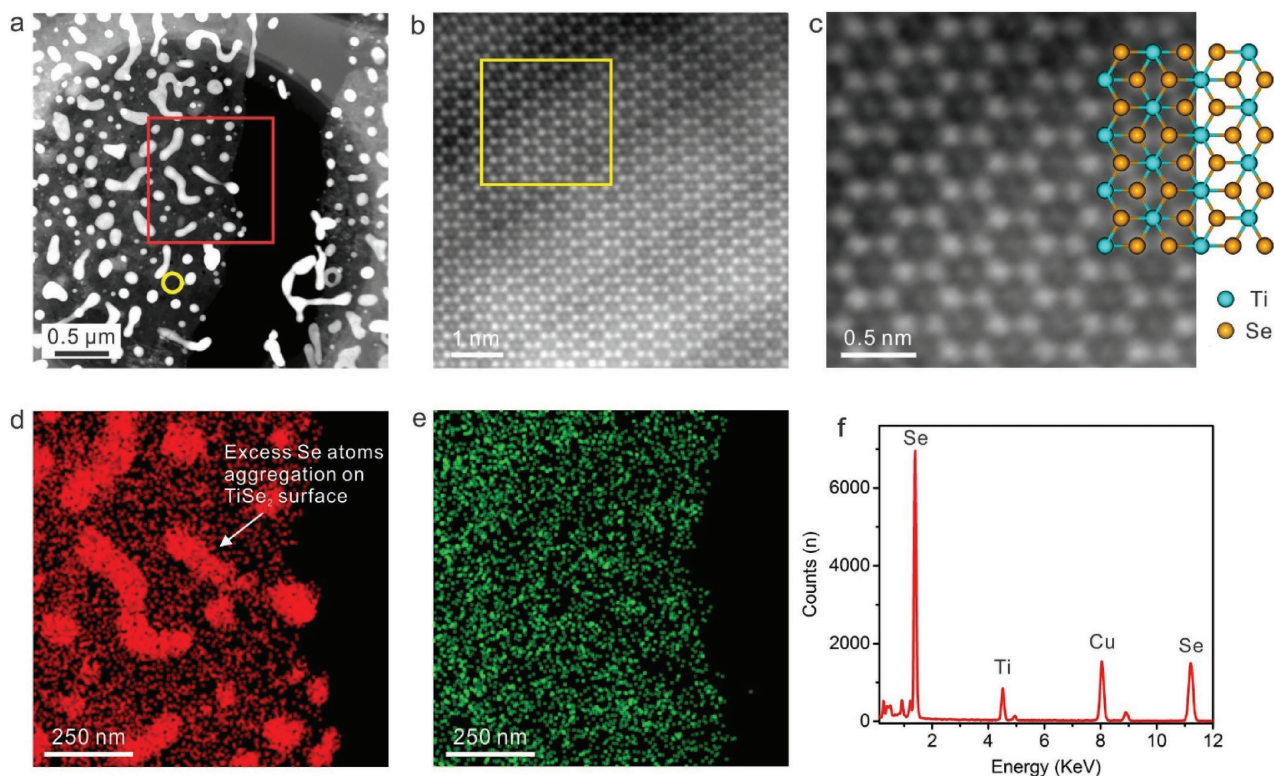 a
0.5 μm
b
1 nm
c
0.5 nm
Ti
Se
d
Excess Se atoms
aggregation on
TiSe₂ surface
250 nm
e
250 nm
f
Counts (n)
6000
4000
2000
0
Se
Ti
Cu
Se
2
4
6
8
10
12
Energy (KeV)